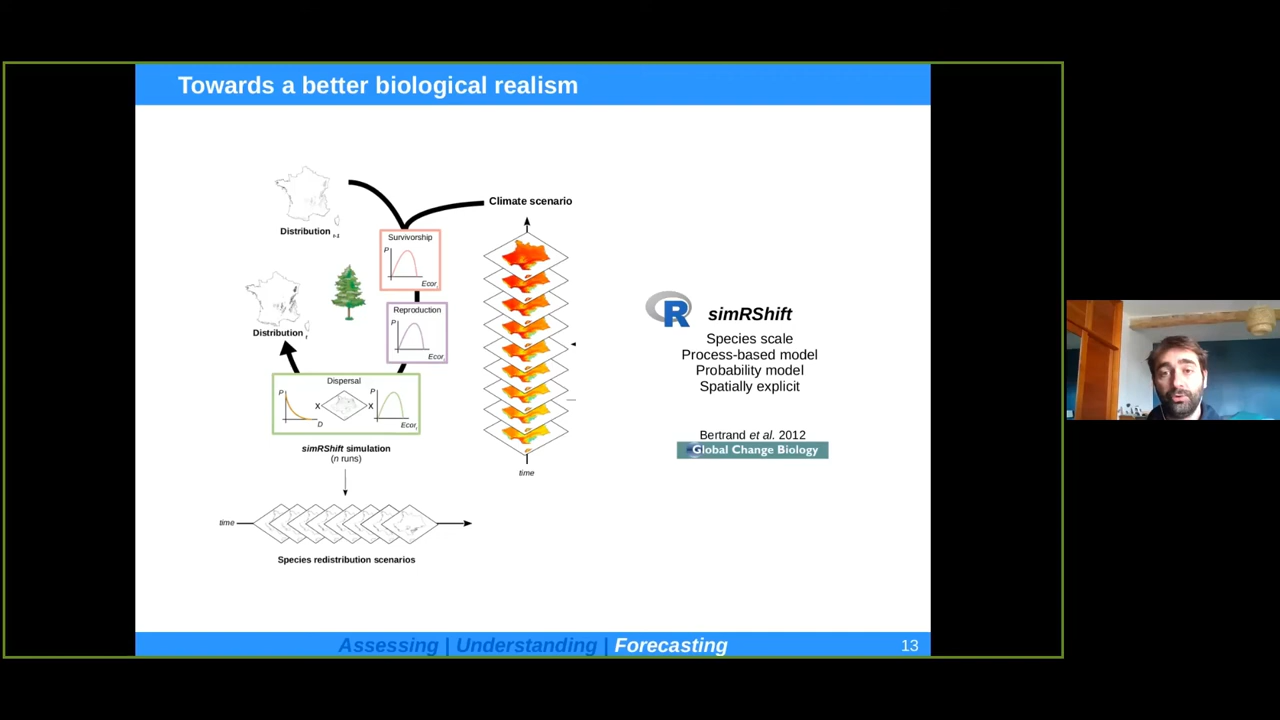 Towards a better biological realism
Climate scenario
Distribution t-1
Survivorship
P
Ecor
Reproduction
P
Ecor
Distribution t
Dispersal
P
x
x
P
D
Ecor
simRShift simulation
(n runs)
time
time
Species redistribution scenarios
R simRShift
Species scale
Process-based model
Probability model
Spatially explicit
Bertrand et al. 2012
Global Change Biology
Assessing | Understanding | Forecasting
13